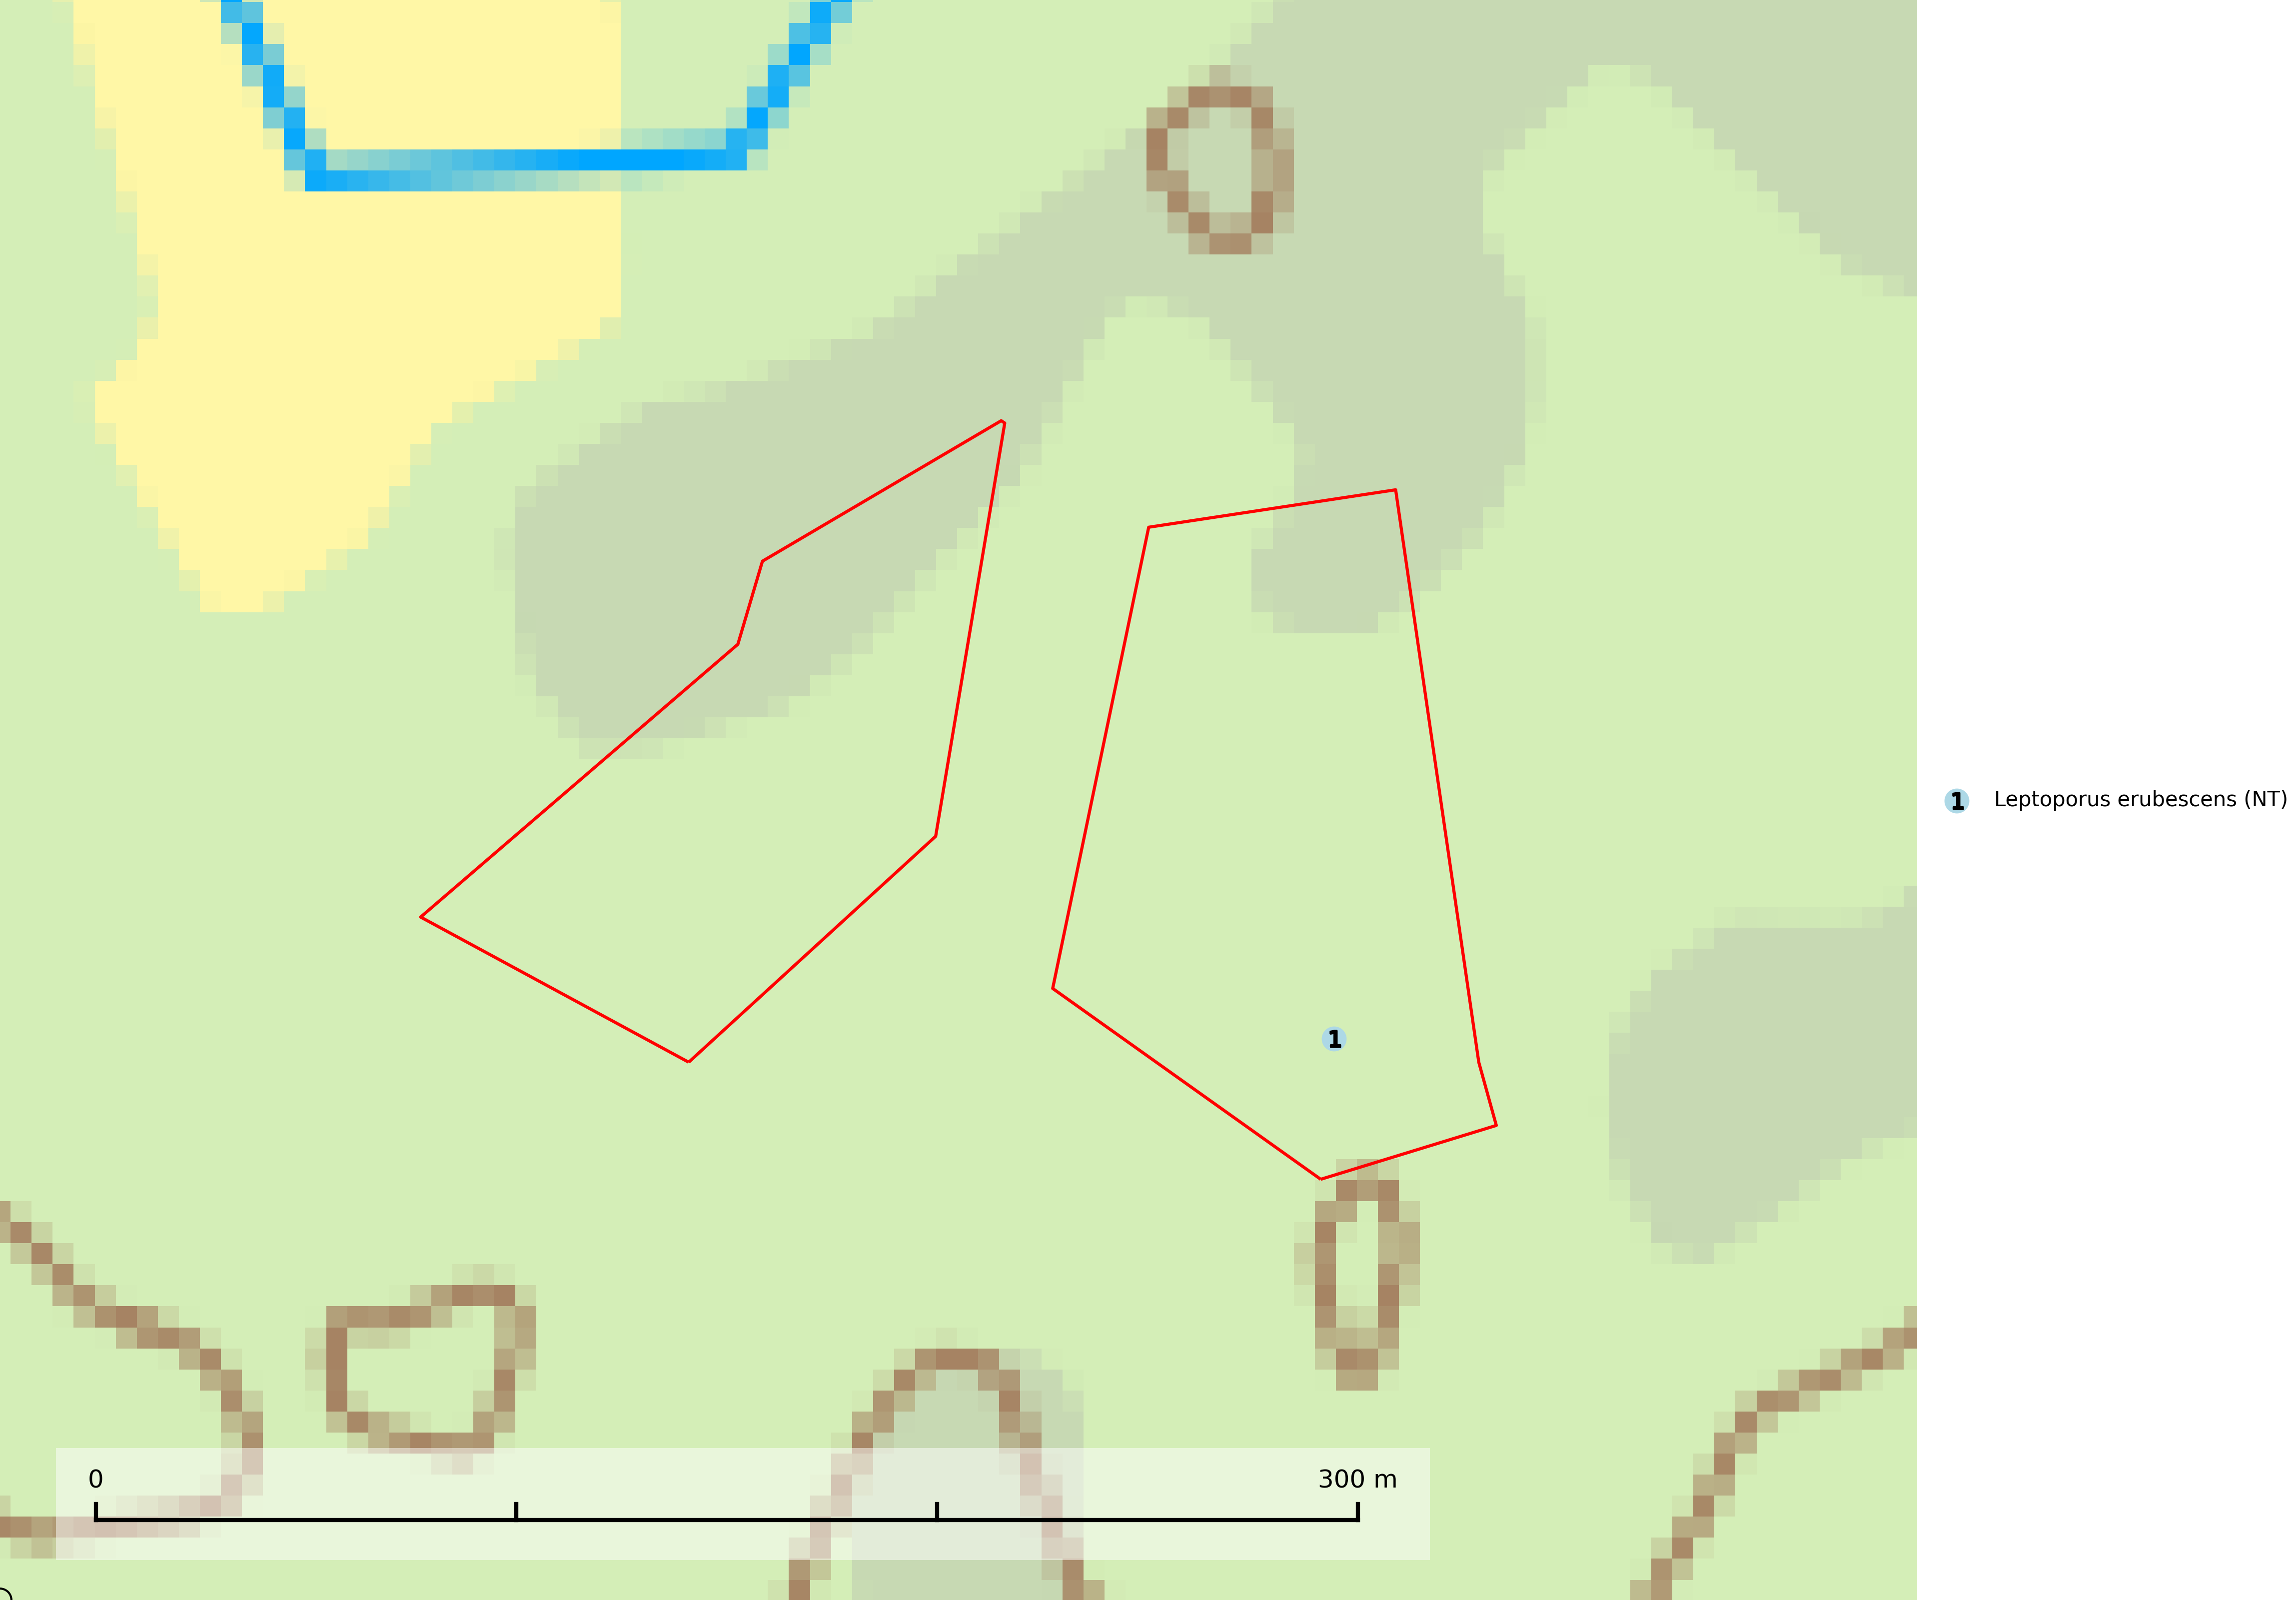 1 Leptoporus erubescens (NT)
1
0 300 m